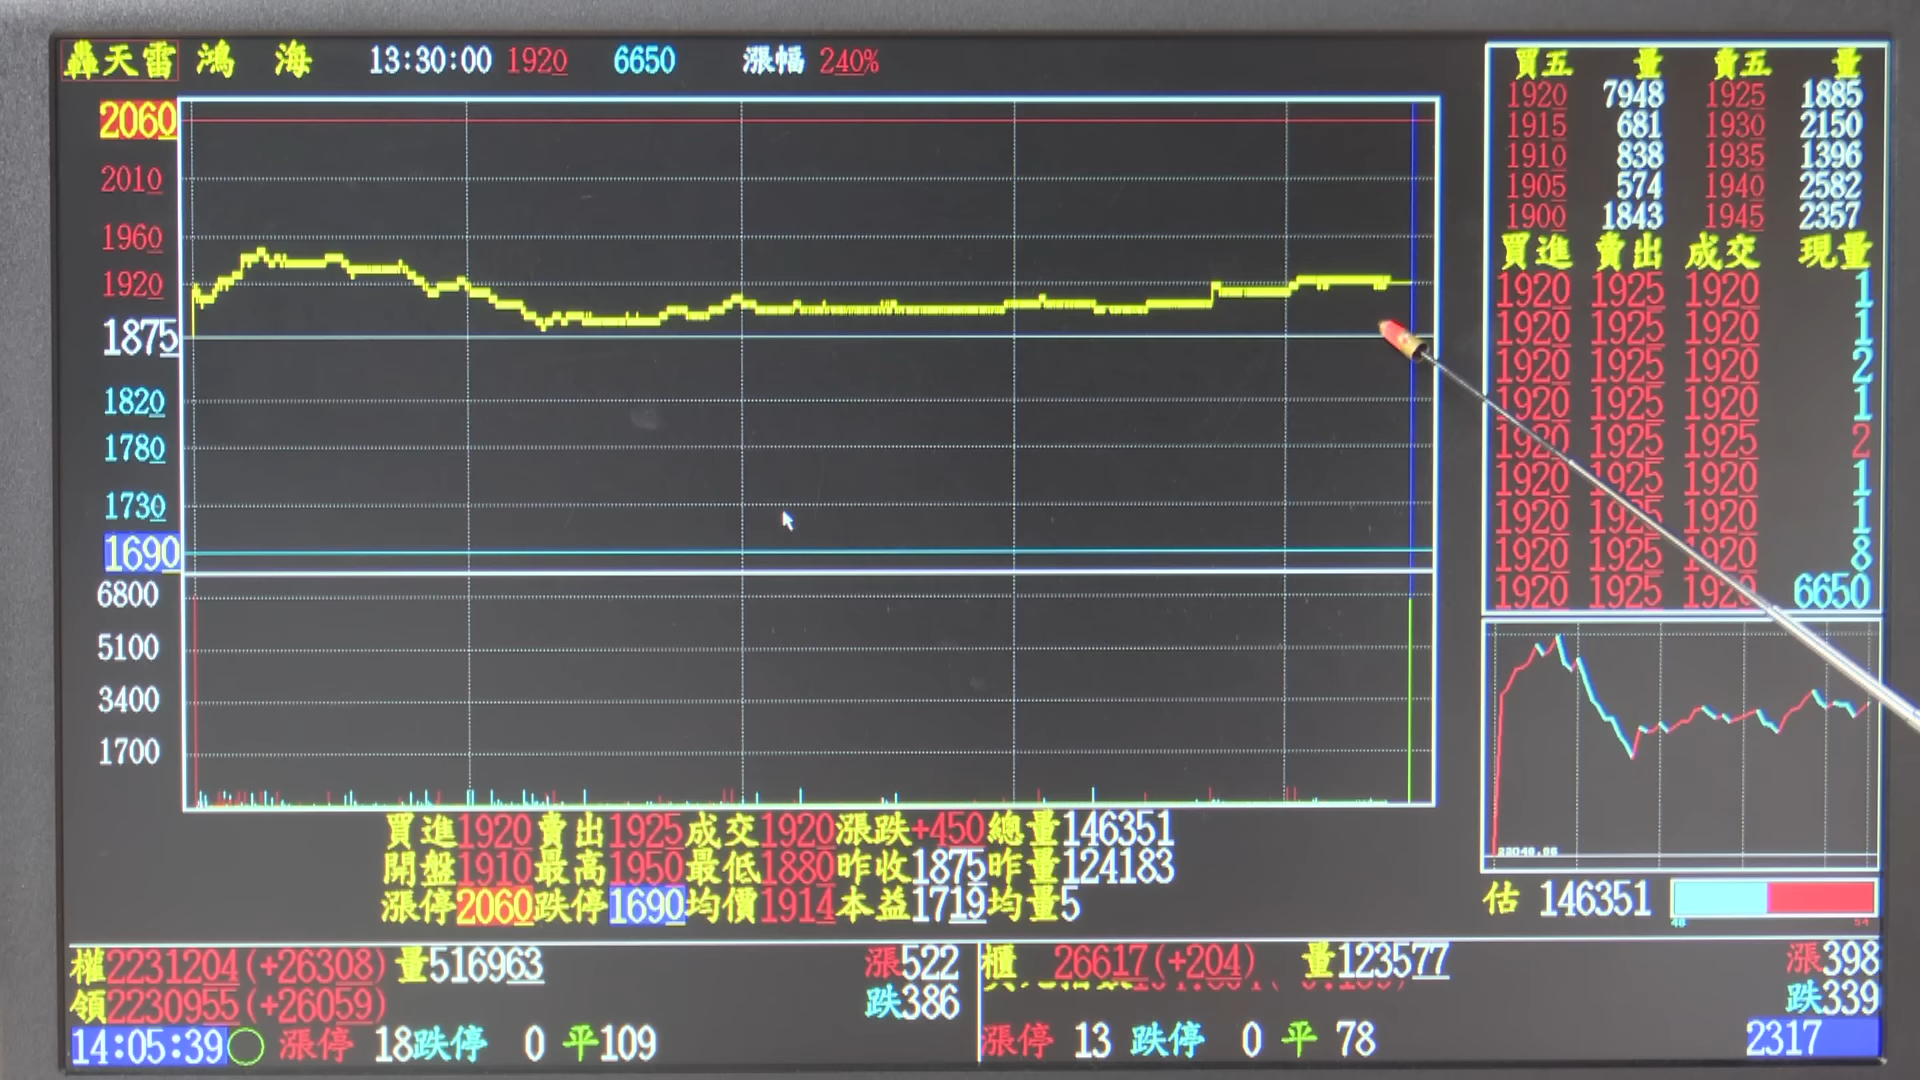 轟天雷 鴻 海 13:30:00 1920 6650 漲幅 240%
2060
2010
1960
1920
1875
1820
1780
1730
1690
6800
5100
3400
1700
買五 量 賣五 量
1920 7948 1925 1885
1915 681 1930 2150
1910 838 1935 1396
1905 574 1940 2582
1900 1843 1945 2357
買進 賣出 成交 現量
1920 1925 1920 1
1920 1925 1920 1
1920 1925 1920 2
1920 1925 1920 1
1920 1925 1925 2
1920 1925 1920 1
1920 1925 1920 1
1920 1925 1920 8
1920 1925 1920 6650
估 146351
46 54
買進1920賣出1925成交1920漲跌+450總量146351
開盤1910最高1950最低1880昨收1875昨量124183
漲停2060跌停1690均價1914本益1719均量5
權2231204(+26308)量516963 漲522
領2230955(+26059) 跌386
14:05:39 漲停 18跌停 0 平109
櫃 26617(+204) 量123577 漲398
跌339
漲停 13 跌停 0 平 78 2317